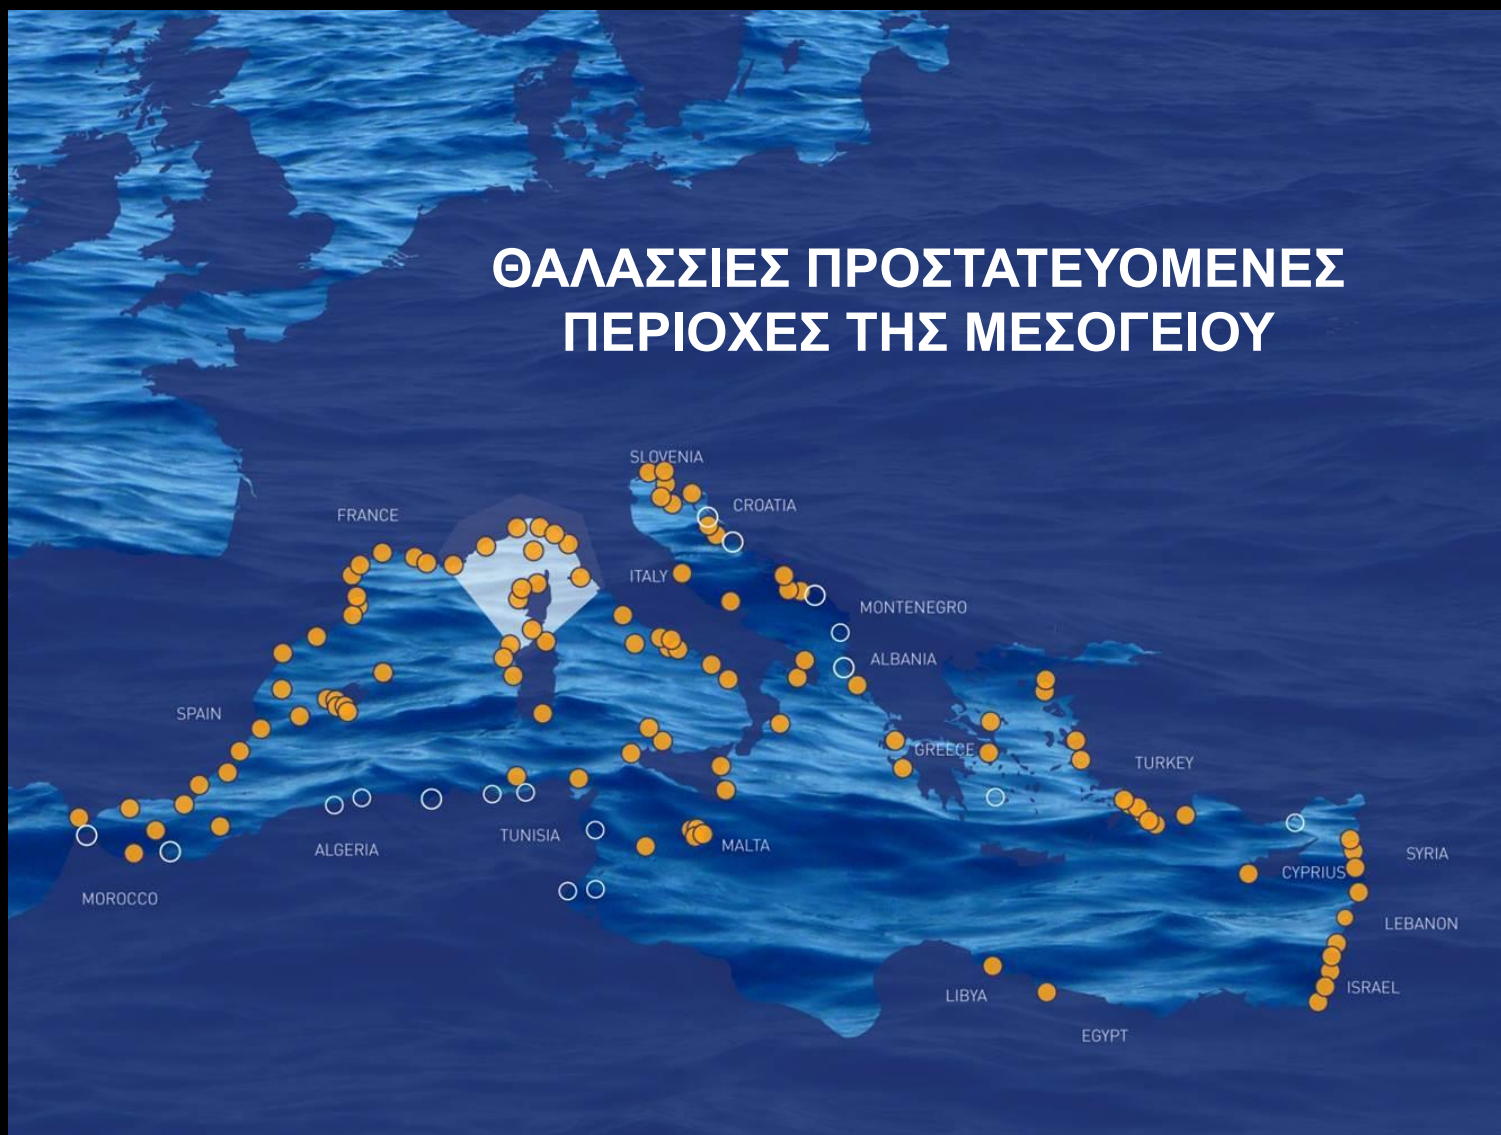 ΘΑΛΑΣΣΙΕΣ ΠΡΟΣΤΑΤΕΥΟΜΕΝΕΣ
ΠΕΡΙΟΧΕΣ ΤΗΣ ΜΕΣΟΓΕΙΟΥ
SLOVENIA
CROATIA
FRANCE
ITALY
MONTENEGRO
ALBANIA
SPAIN
GREECE
TURKEY
TUNISIA
MALTA
ALGERIA
SYRIA
CYPRIUS
MOROCCO
LEBANON
ISRAEL
LIBYA
EGYPT